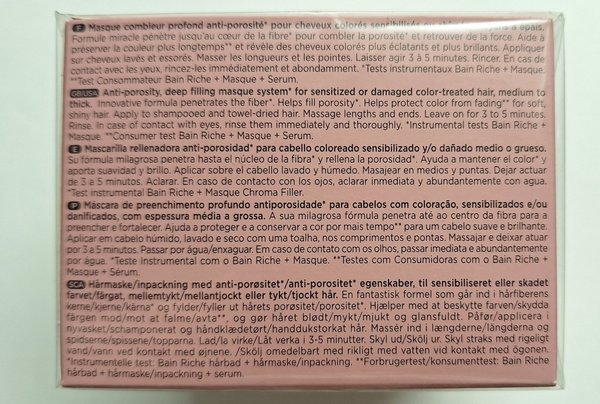 F Masque combleur profond anti-porosité* pour cheveux colorés sensibilisés ou
Formule miracle pénètre jusqu'au cœur de la fibre* pour combler la porosité* et retrouver de la force. Aide à
préserver la couleur plus longtemps** et révèle des cheveux colorés plus éclatants et plus brillants. Appliquer
sur cheveux lavés et essorés. Masser les longueurs et les pointes. Laisser agir 3 à 5 minutes. Rincer. En cas de
contact avec les yeux, rincez-les immédiatement et abondamment. *Tests instrumentaux Bain Riche + Masque.
**Test Consommateur Bain Riche + Masque + Serum.
GB/USA Anti-porosity, deep filling masque system* for sensitized or damaged color-treated hair, medium to
thick. Innovative formula penetrates the fiber*. Helps fill porosity*. Helps protect color from fading** for soft,
shiny hair. Apply to shampooed and towel-dried hair. Massage lengths and ends. Leave on for 3 to 5 minutes.
Rinse. In case of contact with eyes, rinse them immediately and thoroughly. *Instrumental tests Bain Riche +
Masque. **Consumer test Bain Riche + Masque + Serum.
E Mascarilla rellenadora anti-porosidad* para cabello coloreado sensibilizado y/o dañado medio o grueso.
Su fórmula milagrosa penetra hasta el núcleo de la fibra* y rellena la porosidad*. Ayuda a mantener el color* y
aporta suavidad y brillo. Aplicar sobre el cabello lavado y húmedo. Masajear en medios y puntas. Dejar actuar
de 3 a 5 minutos. Aclarar. En caso de contacto con los ojos, aclarar inmediata y abundantemente con agua.
*Test instrumental Bain Riche + Masque Chroma Filler.
P Máscara de preenchimento profundo antiporosidade* para cabelos com coloração, sensibilizados e/ou
danificados, com espessura média a grossa. A sua milagrosa fórmula penetra até ao centro da fibra para a
preencher e fortalecer. Ajuda a proteger e a conservar a cor por mais tempo** para um cabelo suave e brilhante.
Aplicar em cabelo húmido, lavado e seco com uma toalha, nos comprimentos e pontas. Massajar e deixar atuar
por 3 a 5 minutos. Passar por água/enxaguar. Em caso de contato com os olhos, passar imediata e abundantemente
por água. *Teste Instrumental com o Bain Riche + Masque. **Testes com Consumidoras com o Bain Riche +
Masque + Sérum.
SCA Hårmaske/inpackning med anti-porøsitet*/anti-porositet* egenskaber, til sensibiliseret eller skadet
farvet/färgat, mellemtykt/mellantjockt eller tykt/tjockt hår. En fantastisk formel som går ind i hårfiberens
kerne/kjerne/kärna* og fylder/fyller ut hårets porøsitet/porositet*. Hjælper med at beskytte farven/skydda
färgen mod/mot at falme/avta**, og gør håret blødt/mykt/mjukt og glansfuldt. Påfør/applicera i
nyvasket/schamponerat og håndklædetørret/handdukstorkat hår. Massér ind i længderne/längderna og
spidserne/spissene/topparna. Lad/la virke/Låt verka i 3-5 minutter. Skyl ud/Skölj ur. Skyl straks med rigeligt
vand/vann ved kontakt med øjnene. /Skölj omedelbart med rikligt med vatten vid kontakt med ögonen.
*Instrumentelle test: Bain Riche hårbad + hårmaske/inpackning. **Forbrugertest/konsumenttest: Bain Riche
hårbad + hårmaske/inpackning + serum.